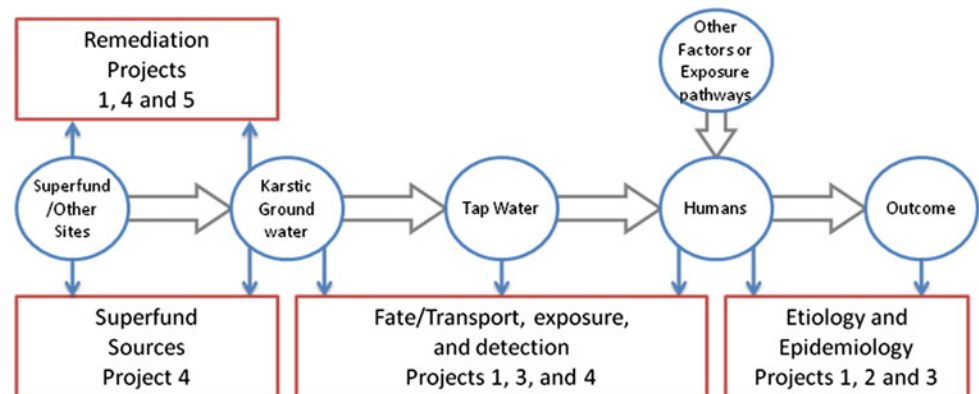 Remediation
Projects
1, 4 and 5
Other
Factors or
Exposure
pathways
Superfund
/Other
Sites
Karstic
Ground
water
Tap Water
Humans
Outcome
Superfund
Sources
Project 4
Fate/Transport, exposure,
and detection
Projects 1, 3, and 4
Etiology and
Epidemiology
Projects 1, 2 and 3